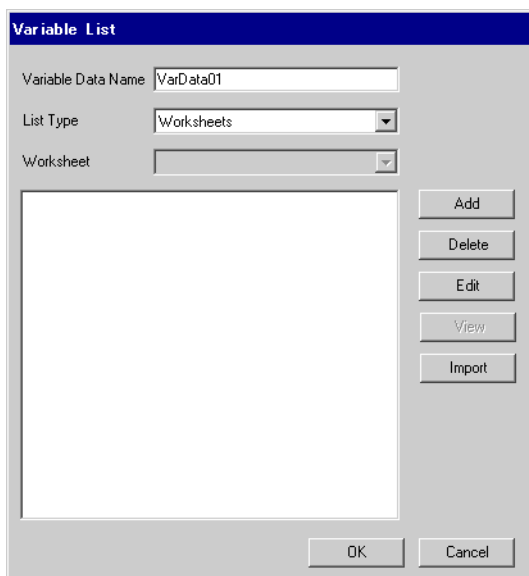 Variable List
Variable Data Name VarData01
List Type Worksheets
Worksheet
Add
Delete
Edit
View
Import
OK Cancel